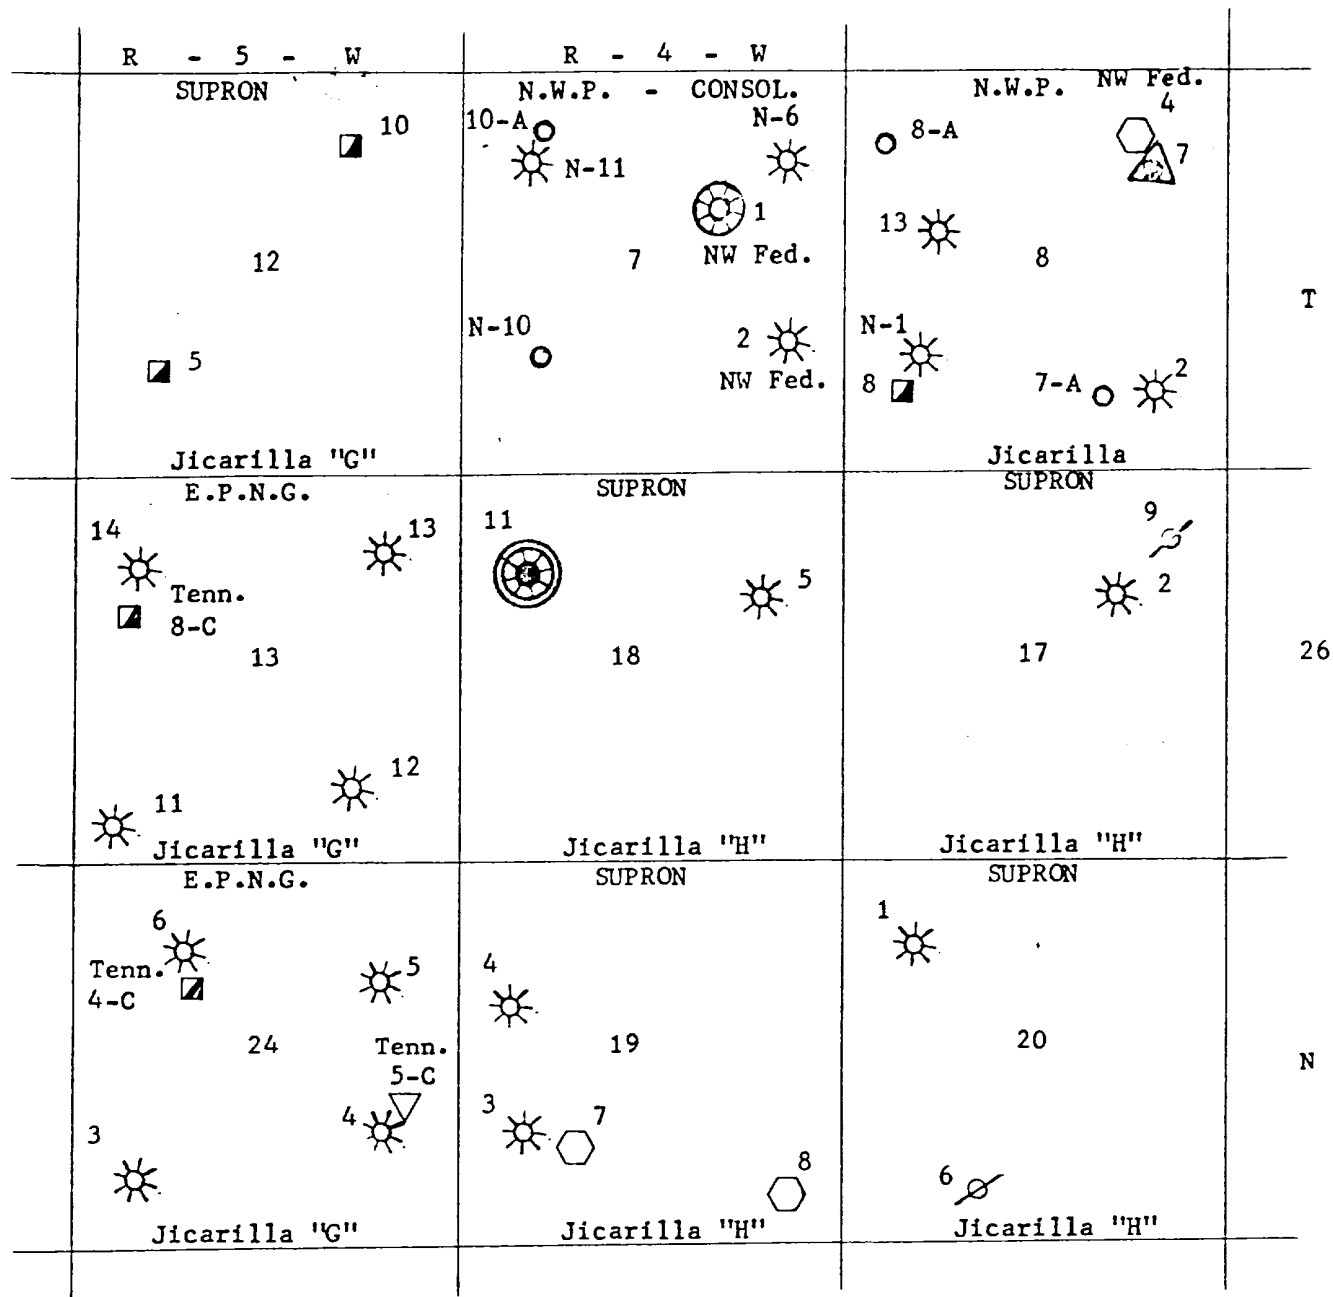 R - 5 - W
R - 4 - W
SUPRON
10
12
5
Jicarilla "G"
N.W.P. - CONSOL.
10-A
N-6
N-11
1
NW Fed.
7
N-10
2
NW Fed.
N.W.P.
NW Fed.
4
8-A
7
13
8
N-1
8
7-A
2
Jicarilla
T
E.P.N.G.
14
13
Tenn.
8-C
13
12
11
Jicarilla "G"
SUPRON
11
5
18
Jicarilla "H"
SUPRON
9
2
17
Jicarilla "H"
26
E.P.N.G.
6
Tenn.
4-C
5
24
Tenn.
5-C
4
3
Jicarilla "G"
SUPRON
4
19
3
7
8
Jicarilla "H"
SUPRON
1
20
6
Jicarilla "H"
N